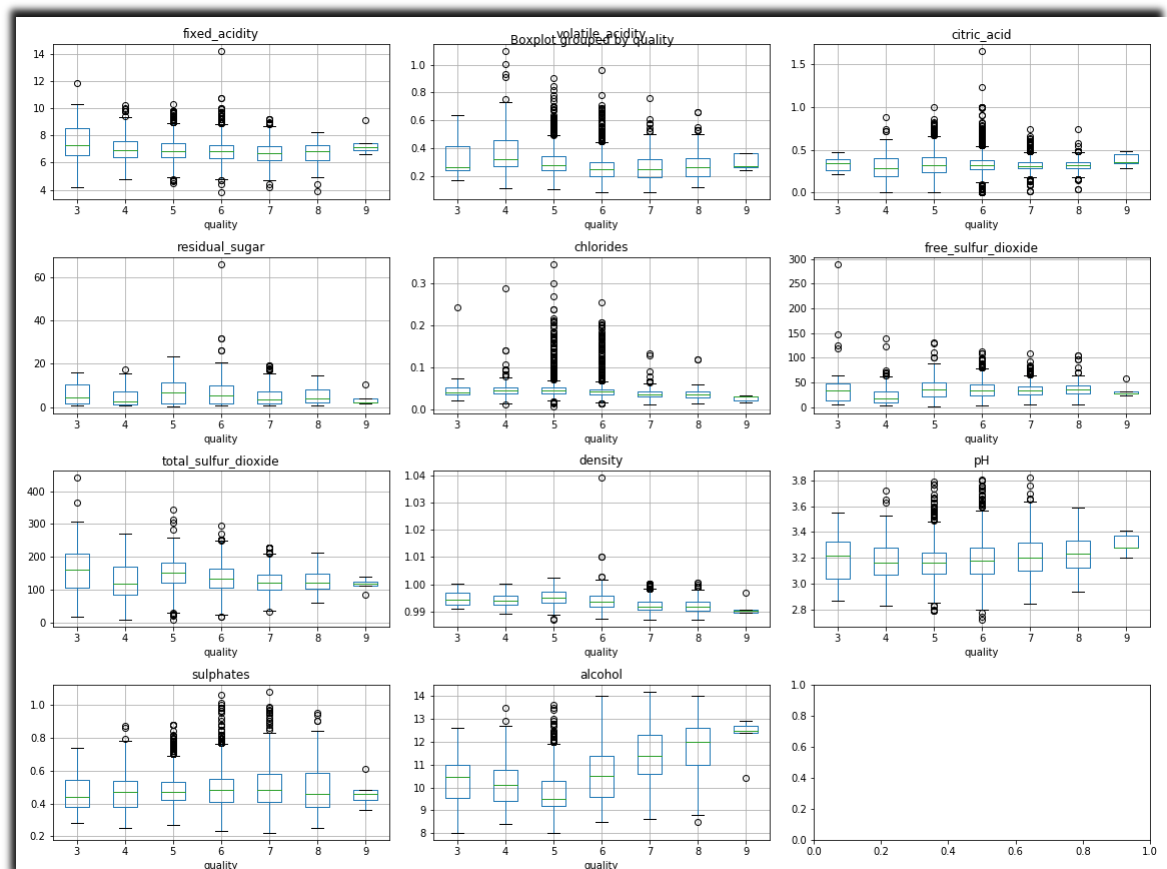 fixed_acidity
volatile_acidity
Boxplot grouped by quality
citric_acid
14
12
10
8
6
4
3 4 5 6 7 8 9
quality
1.0
0.8
0.6
0.4
0.2
3 4 5 6 7 8 9
quality
1.5
1.0
0.5
0.0
3 4 5 6 7 8 9
quality
residual_sugar
60
40
20
0
3 4 5 6 7 8 9
quality
chlorides
0.3
0.2
0.1
0.0
3 4 5 6 7 8 9
quality
free_sulfur_dioxide
300
250
200
150
100
50
0
3 4 5 6 7 8 9
quality
total_sulfur_dioxide
400
300
200
100
0
3 4 5 6 7 8 9
quality
density
1.04
1.03
1.02
1.01
1.00
0.99
3 4 5 6 7 8 9
quality
pH
3.8
3.6
3.4
3.2
3.0
2.8
3 4 5 6 7 8 9
quality
sulphates
1.0
0.8
0.6
0.4
0.2
3 4 5 6 7 8 9
quality
alcohol
14
13
12
11
10
9
8
3 4 5 6 7 8 9
quality
1.0
0.8
0.6
0.4
0.2
0.0
0.0 0.2 0.4 0.6 0.8 1.0